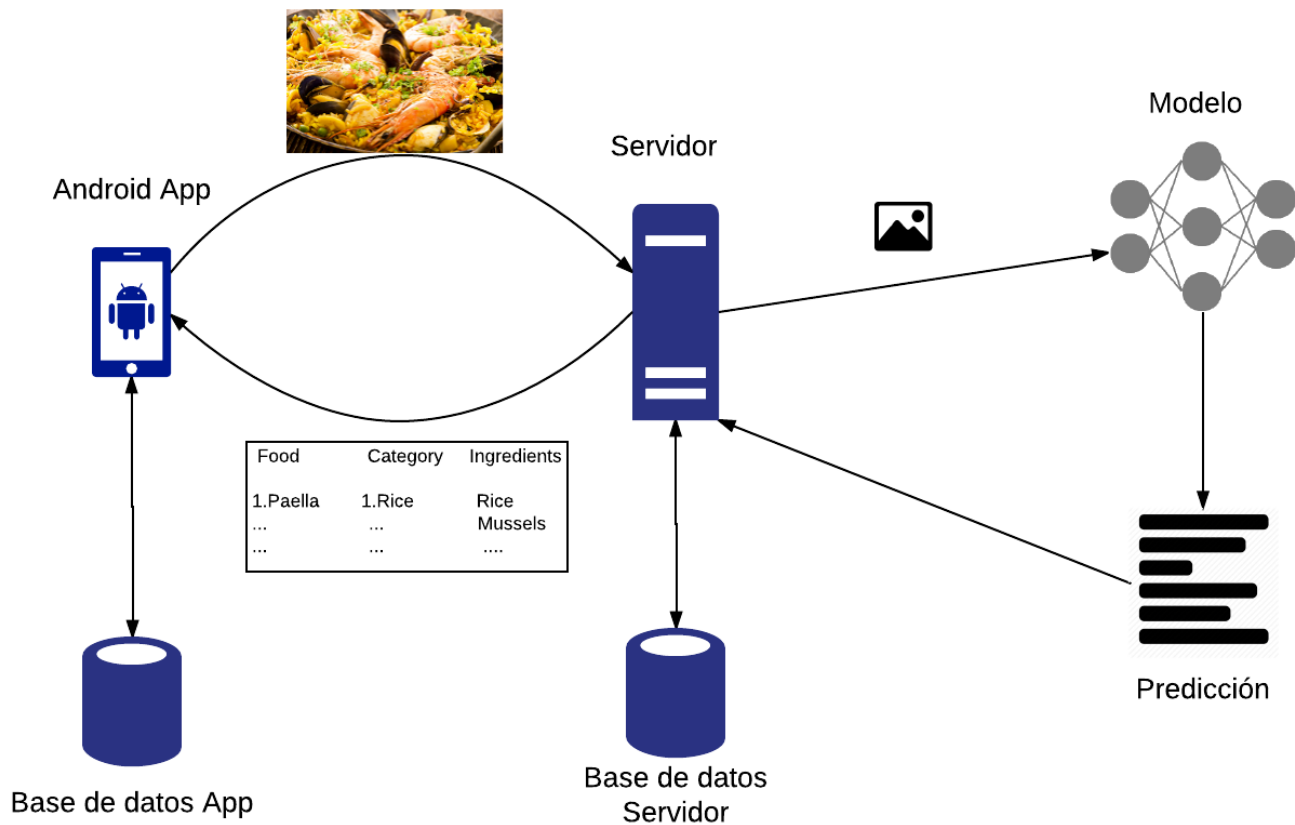 Modelo
Servidor
Android App
Food Category Ingredients
1.Paella 1.Rice Rice
... ... Mussels
... ... ....
Predicción
Base de datos App
Base de datos
Servidor